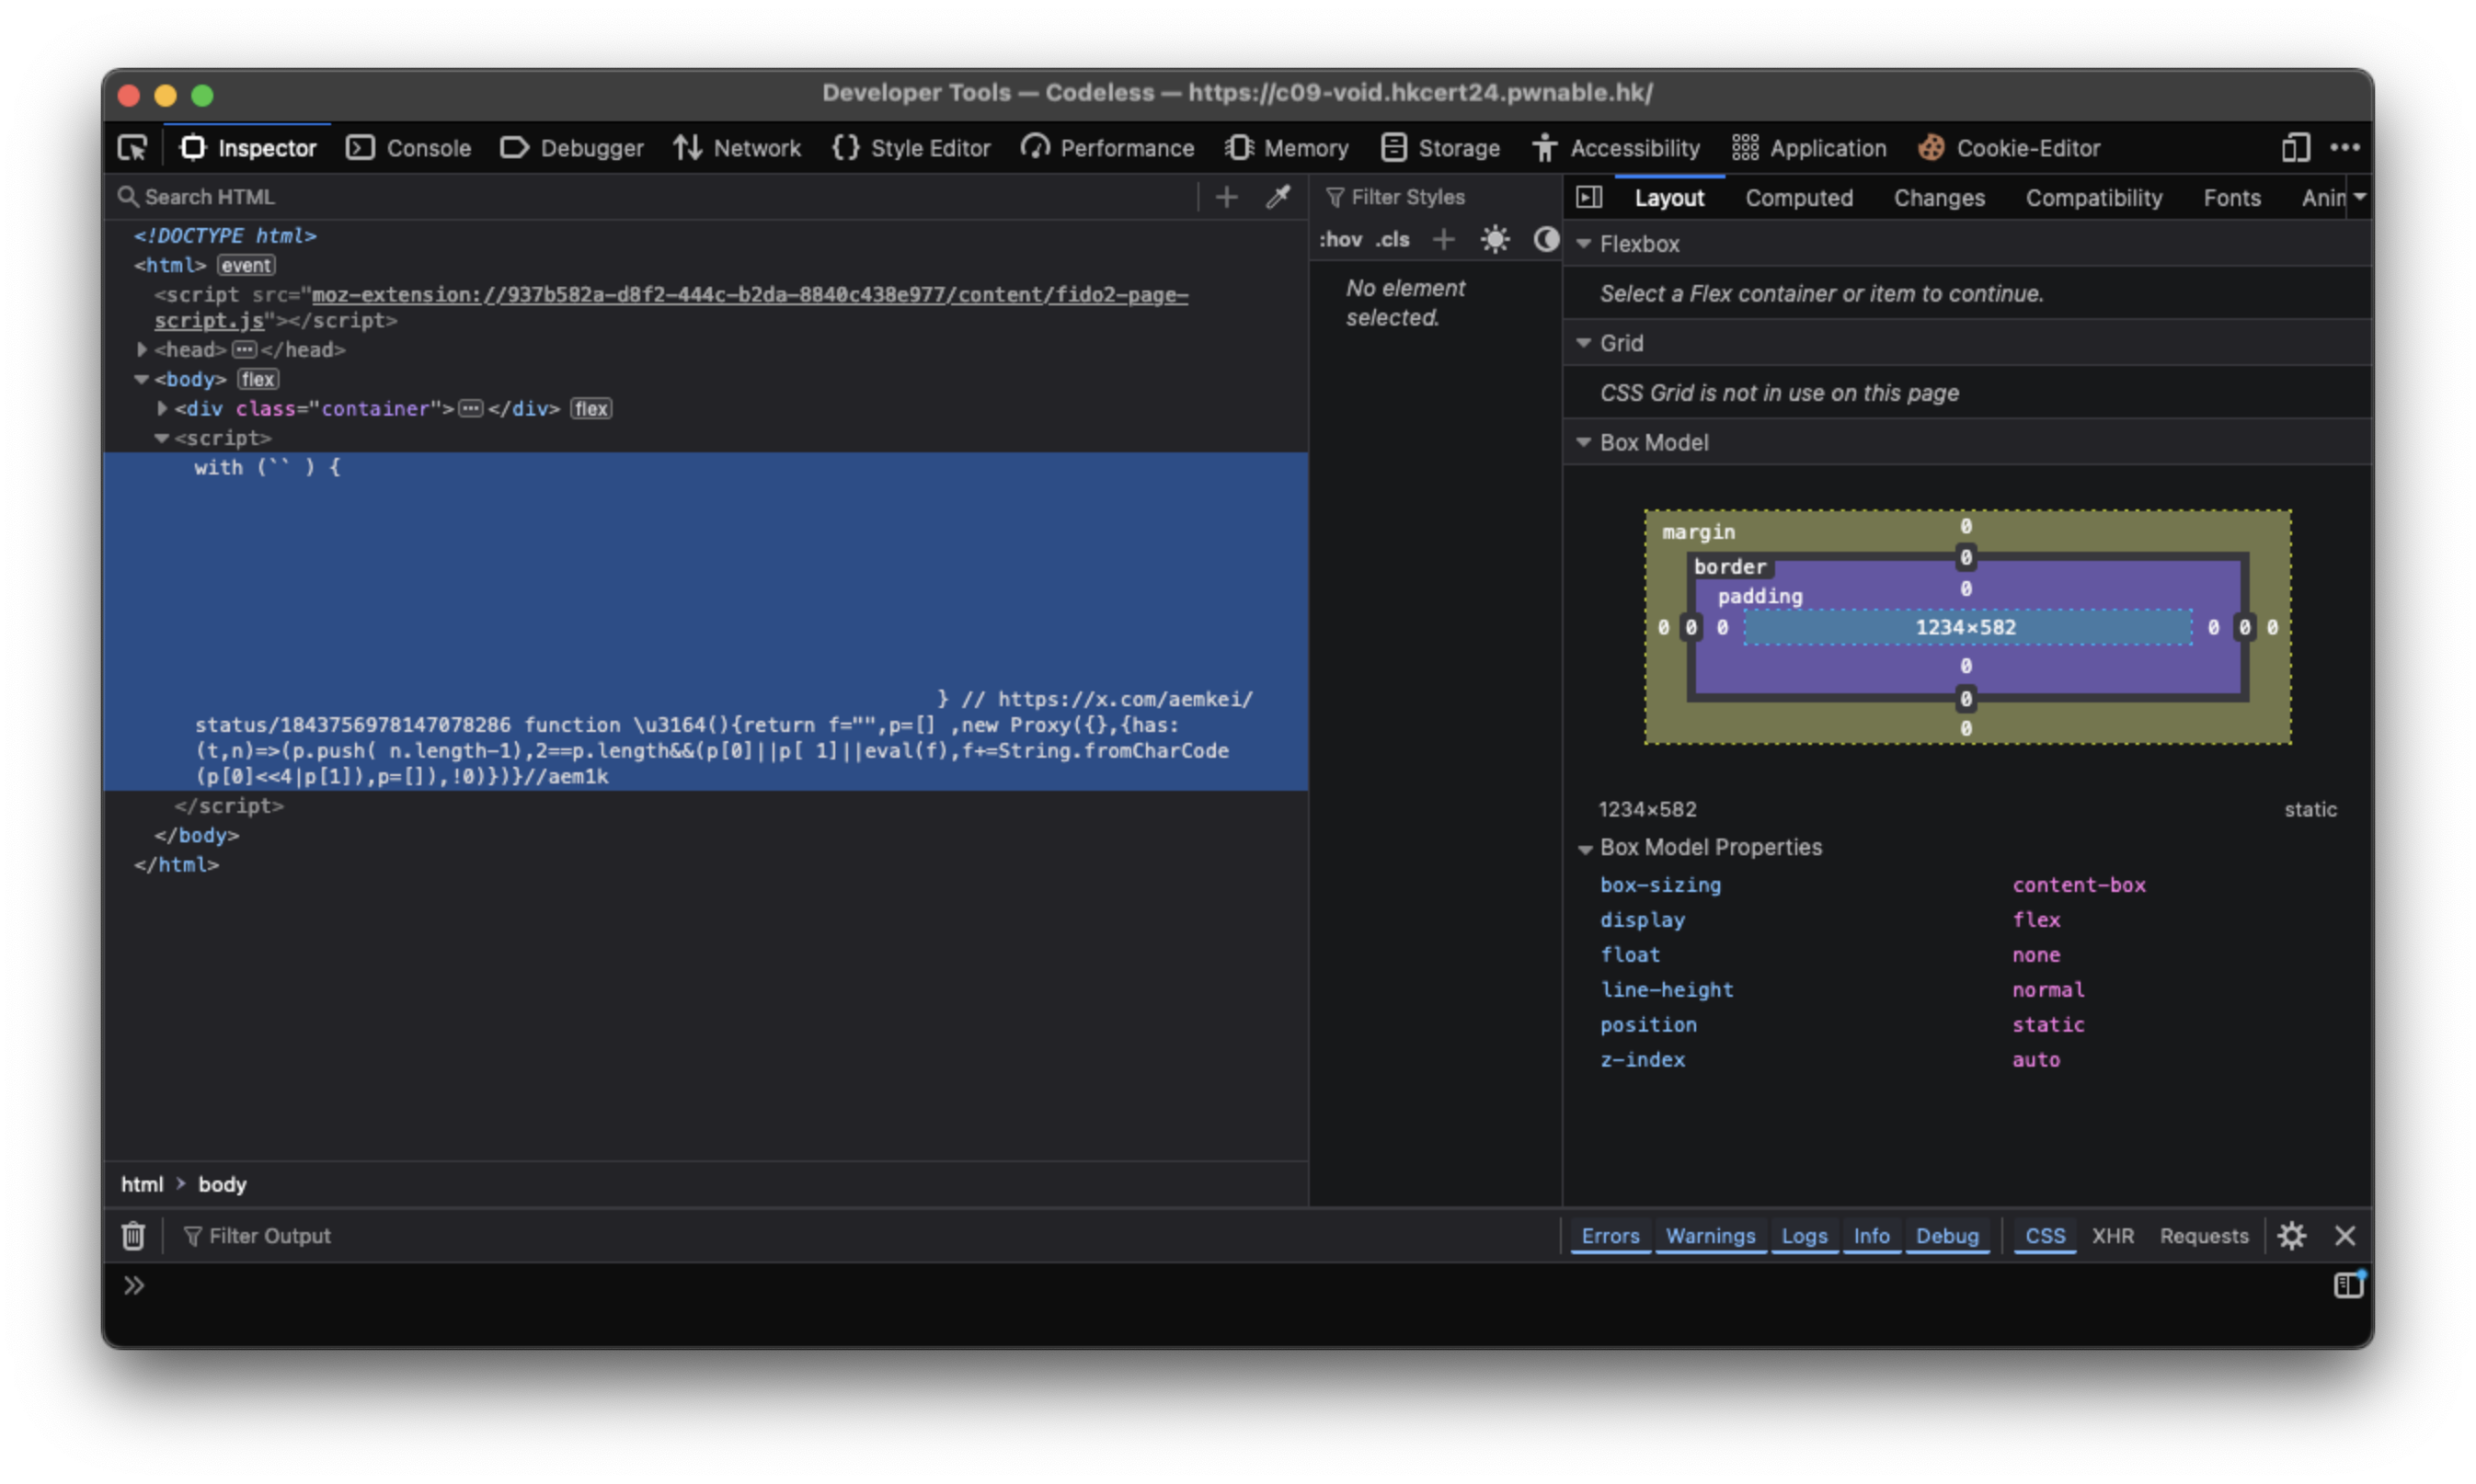 Developer Tools — Codeless — https://c09-void.hkcert24.pwnable.hk/
Inspector Console Debugger Network Style Editor Performance Memory Storage Accessibility Application Cookie-Editor
Search HTML
<!DOCTYPE html>
<html> event
<script src="moz-extension://937b582a-d8f2-444c-b2da-8840c438e977/content/fido2-page-
script.js"></script>
<head> ••• </head>
<body> flex
<div class="container"> ••• </div> flex
<script>
with (`` ) {
} // https://x.com/aemkei/
status/1843756978147078286 function \u3164(){return f="",p=[] ,new Proxy({},{has:
(t,n)=>(p.push( n.length-1),2==p.length&&(p[0]||p[ 1]||eval(f),f+=String.fromCharCode
(p[0]<<4|p[1]),p=[]),!0)})}//aem1k
</script>
</body>
</html>
html > body
Filter Styles
:hov .cls
No element
selected.
Layout Computed Changes Compatibility Fonts Anim
Flexbox
Select a Flex container or item to continue.
Grid
CSS Grid is not in use on this page
Box Model
margin 0
border 0
padding 0
0 0 0 1234×582 0 0 0
0
0
0
1234×582 static
Box Model Properties
box-sizing content-box
display flex
float none
line-height normal
position static
z-index auto
Filter Output
Errors Warnings Logs Info Debug CSS XHR Requests
»